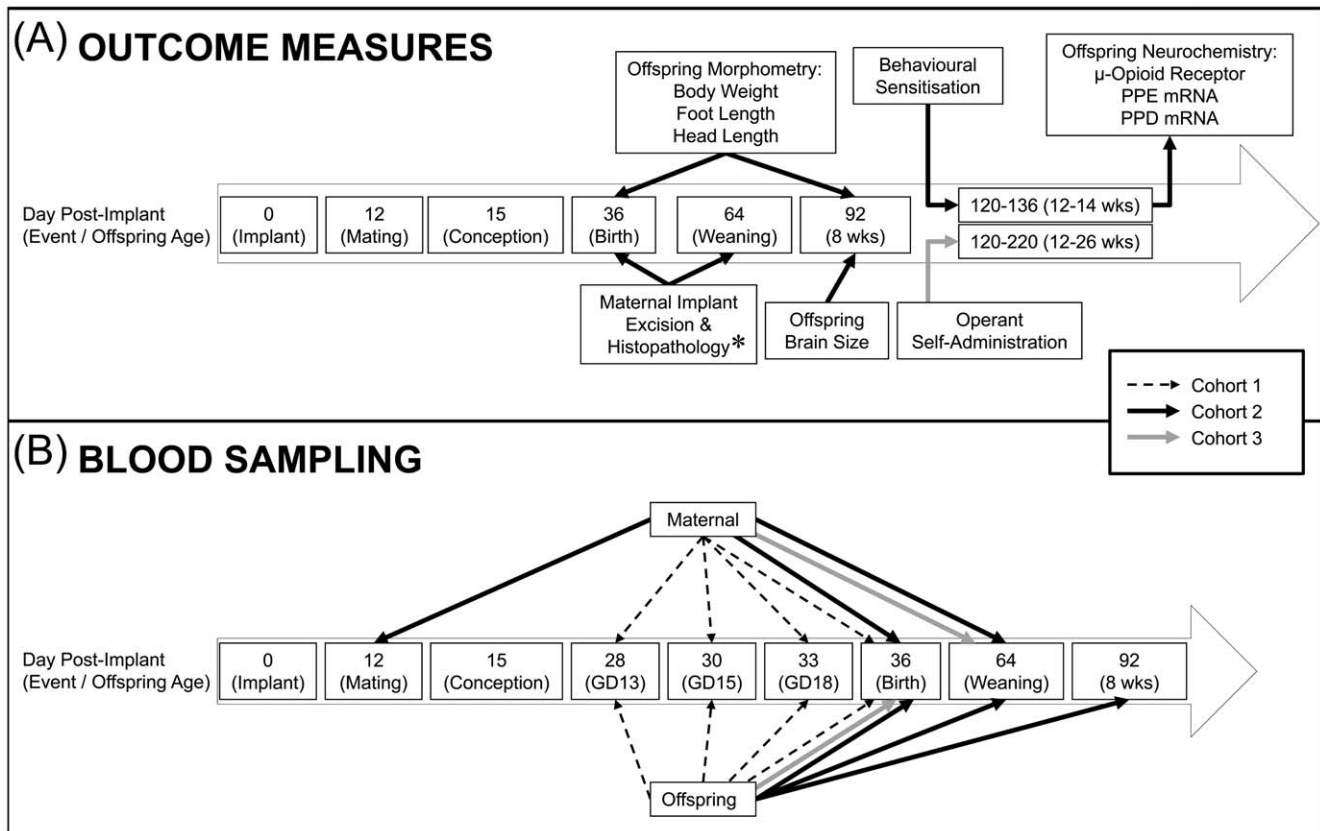 (A) OUTCOME MEASURES
Offspring Morphometry:
Body Weight
Foot Length
Head Length
Behavioural
Sensitisation
Offspring Neurochemistry:
μ-Opioid Receptor
PPE mRNA
PPD mRNA
Day Post-Implant
(Event / Offspring Age)
0
(Implant)
12
(Mating)
15
(Conception)
36
(Birth)
64
(Weaning)
92
(8 wks)
120-136 (12-14 wks)
120-220 (12-26 wks)
Maternal Implant
Excision &
Histopathology*
Offspring
Brain Size
Operant
Self-Administration
Cohort 1
Cohort 2
Cohort 3
(B) BLOOD SAMPLING
Maternal
Day Post-Implant
(Event / Offspring Age)
0
(Implant)
12
(Mating)
15
(Conception)
28
(GD13)
30
(GD15)
33
(GD18)
36
(Birth)
64
(Weaning)
92
(8 wks)
Offspring